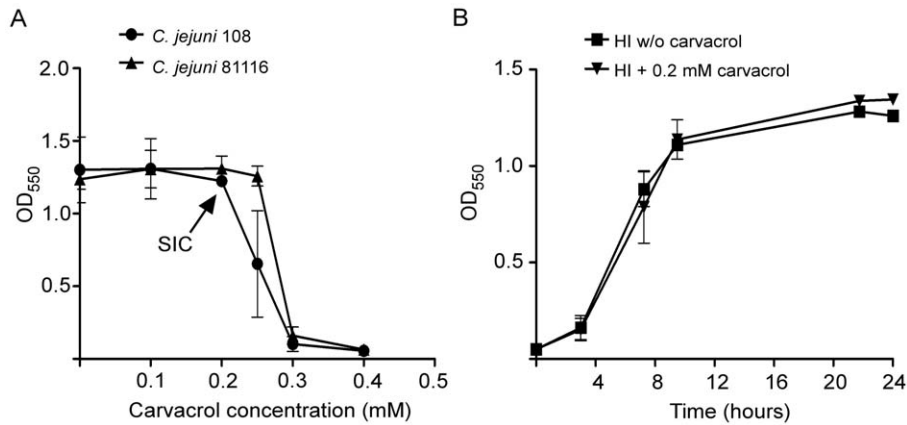 A
C. jejuni 108
C. jejuni 81116
2.0
1.5
1.0
0.5
OD550
SIC
0.1 0.2 0.3 0.4 0.5
Carvacrol concentration (mM)
B
HI w/o carvacrol
HI + 0.2 mM carvacrol
1.5
1.0
0.5
OD550
4 8 12 16 20 24
Time (hours)